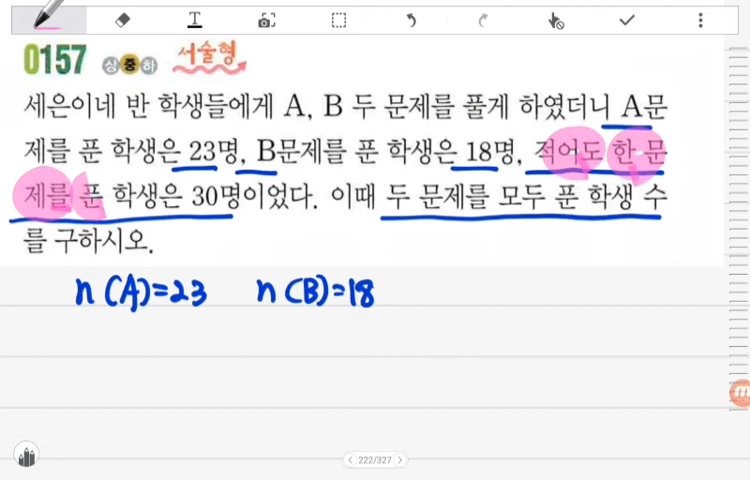 0157 상 중 하 서술형
세은이네 반 학생들에게 A, B 두 문제를 풀게 하였더니 A문
제를 푼 학생은 23명, B문제를 푼 학생은 18명, 적어도 한 문
제를 푼 학생은 30명이었다. 이때 두 문제를 모두 푼 학생 수
를 구하시오.
n(A)=23 n(B)=18
222/327